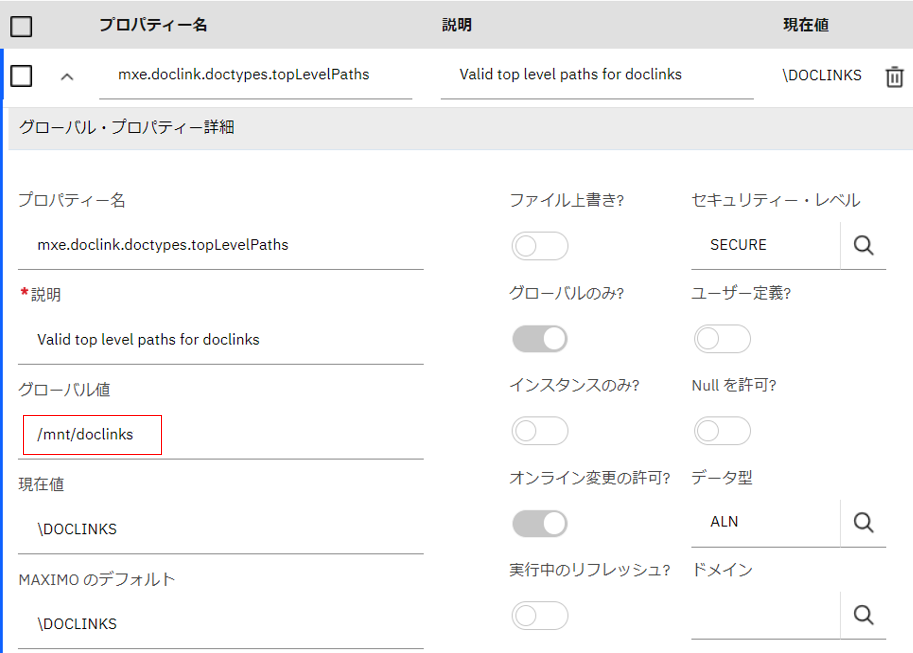 プロパティー名 説明 現在値
mxe.doclink.doctypes.topLevelPaths Valid top level paths for doclinks \DOCLINKS
グローバル・プロパティー詳細
プロパティー名 ファイル上書き? セキュリティー・レベル
mxe.doclink.doctypes.topLevelPaths SECURE
*説明 グローバルのみ? ユーザー定義?
Valid top level paths for doclinks
グローバル値 インスタンスのみ? Null を許可?
/mnt/doclinks
現在値 オンライン変更の許可? データ型
\DOCLINKS ALN
MAXIMO のデフォルト 実行中のリフレッシュ? ドメイン
\DOCLINKS